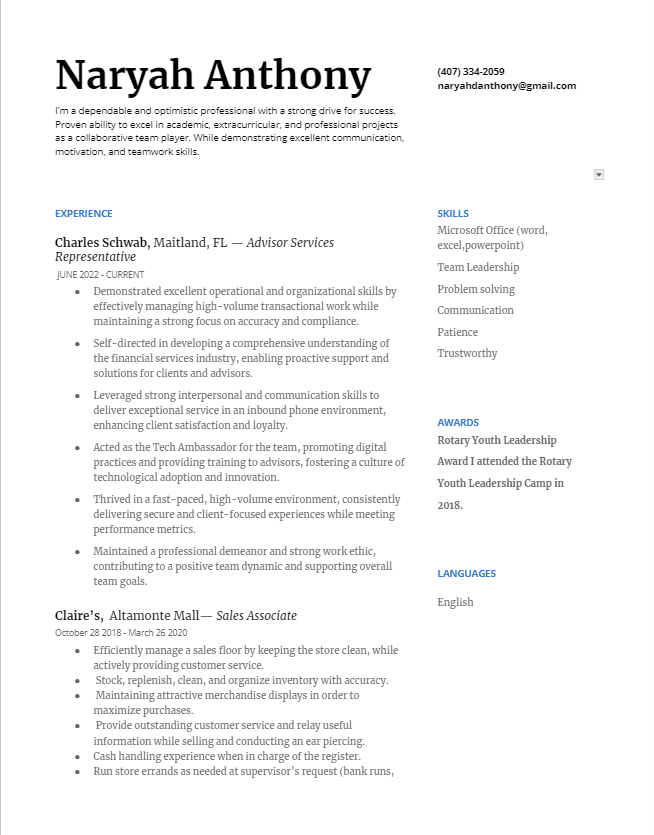 Naryah Anthony
(407) 334-2059
naryahdanthony@gmail.com
I'm a dependable and optimistic professional with a strong drive for success.
Proven ability to excel in academic, extracurricular, and professional projects
as a collaborative team player. While demonstrating excellent communication,
motivation, and teamwork skills.
EXPERIENCE
Charles Schwab, Maitland, FL — Advisor Services
Representative
JUNE 2022 - CURRENT
● Demonstrated excellent operational and organizational skills by
effectively managing high-volume transactional work while
maintaining a strong focus on accuracy and compliance.
● Self-directed in developing a comprehensive understanding of
the financial services industry, enabling proactive support and
solutions for clients and advisors.
● Leveraged strong interpersonal and communication skills to
deliver exceptional service in an inbound phone environment,
enhancing client satisfaction and loyalty.
● Acted as the Tech Ambassador for the team, promoting digital
practices and providing training to advisors, fostering a culture of
technological adoption and innovation.
● Thrived in a fast-paced, high-volume environment, consistently
delivering secure and client-focused experiences while meeting
performance metrics.
● Maintained a professional demeanor and strong work ethic,
contributing to a positive team dynamic and supporting overall
team goals.
Claire's, Altamonte Mall— Sales Associate
October 28 2018 - March 26 2020
● Efficiently manage a sales floor by keeping the store clean, while
actively providing customer service.
● Stock, replenish, clean, and organize inventory with accuracy.
● Maintaining attractive merchandise displays in order to
maximize purchases.
● Provide outstanding customer service and relay useful
information while selling and conducting an ear piercing.
● Cash handling experience when in charge of the register.
● Run store errands as needed at supervisor's request (bank runs,
SKILLS
Microsoft Office (word,
excel,powerpoint)
Team Leadership
Problem solving
Communication
Patience
Trustworthy
AWARDS
Rotary Youth Leadership
Award I attended the Rotary
Youth Leadership Camp in
2018.
LANGUAGES
English